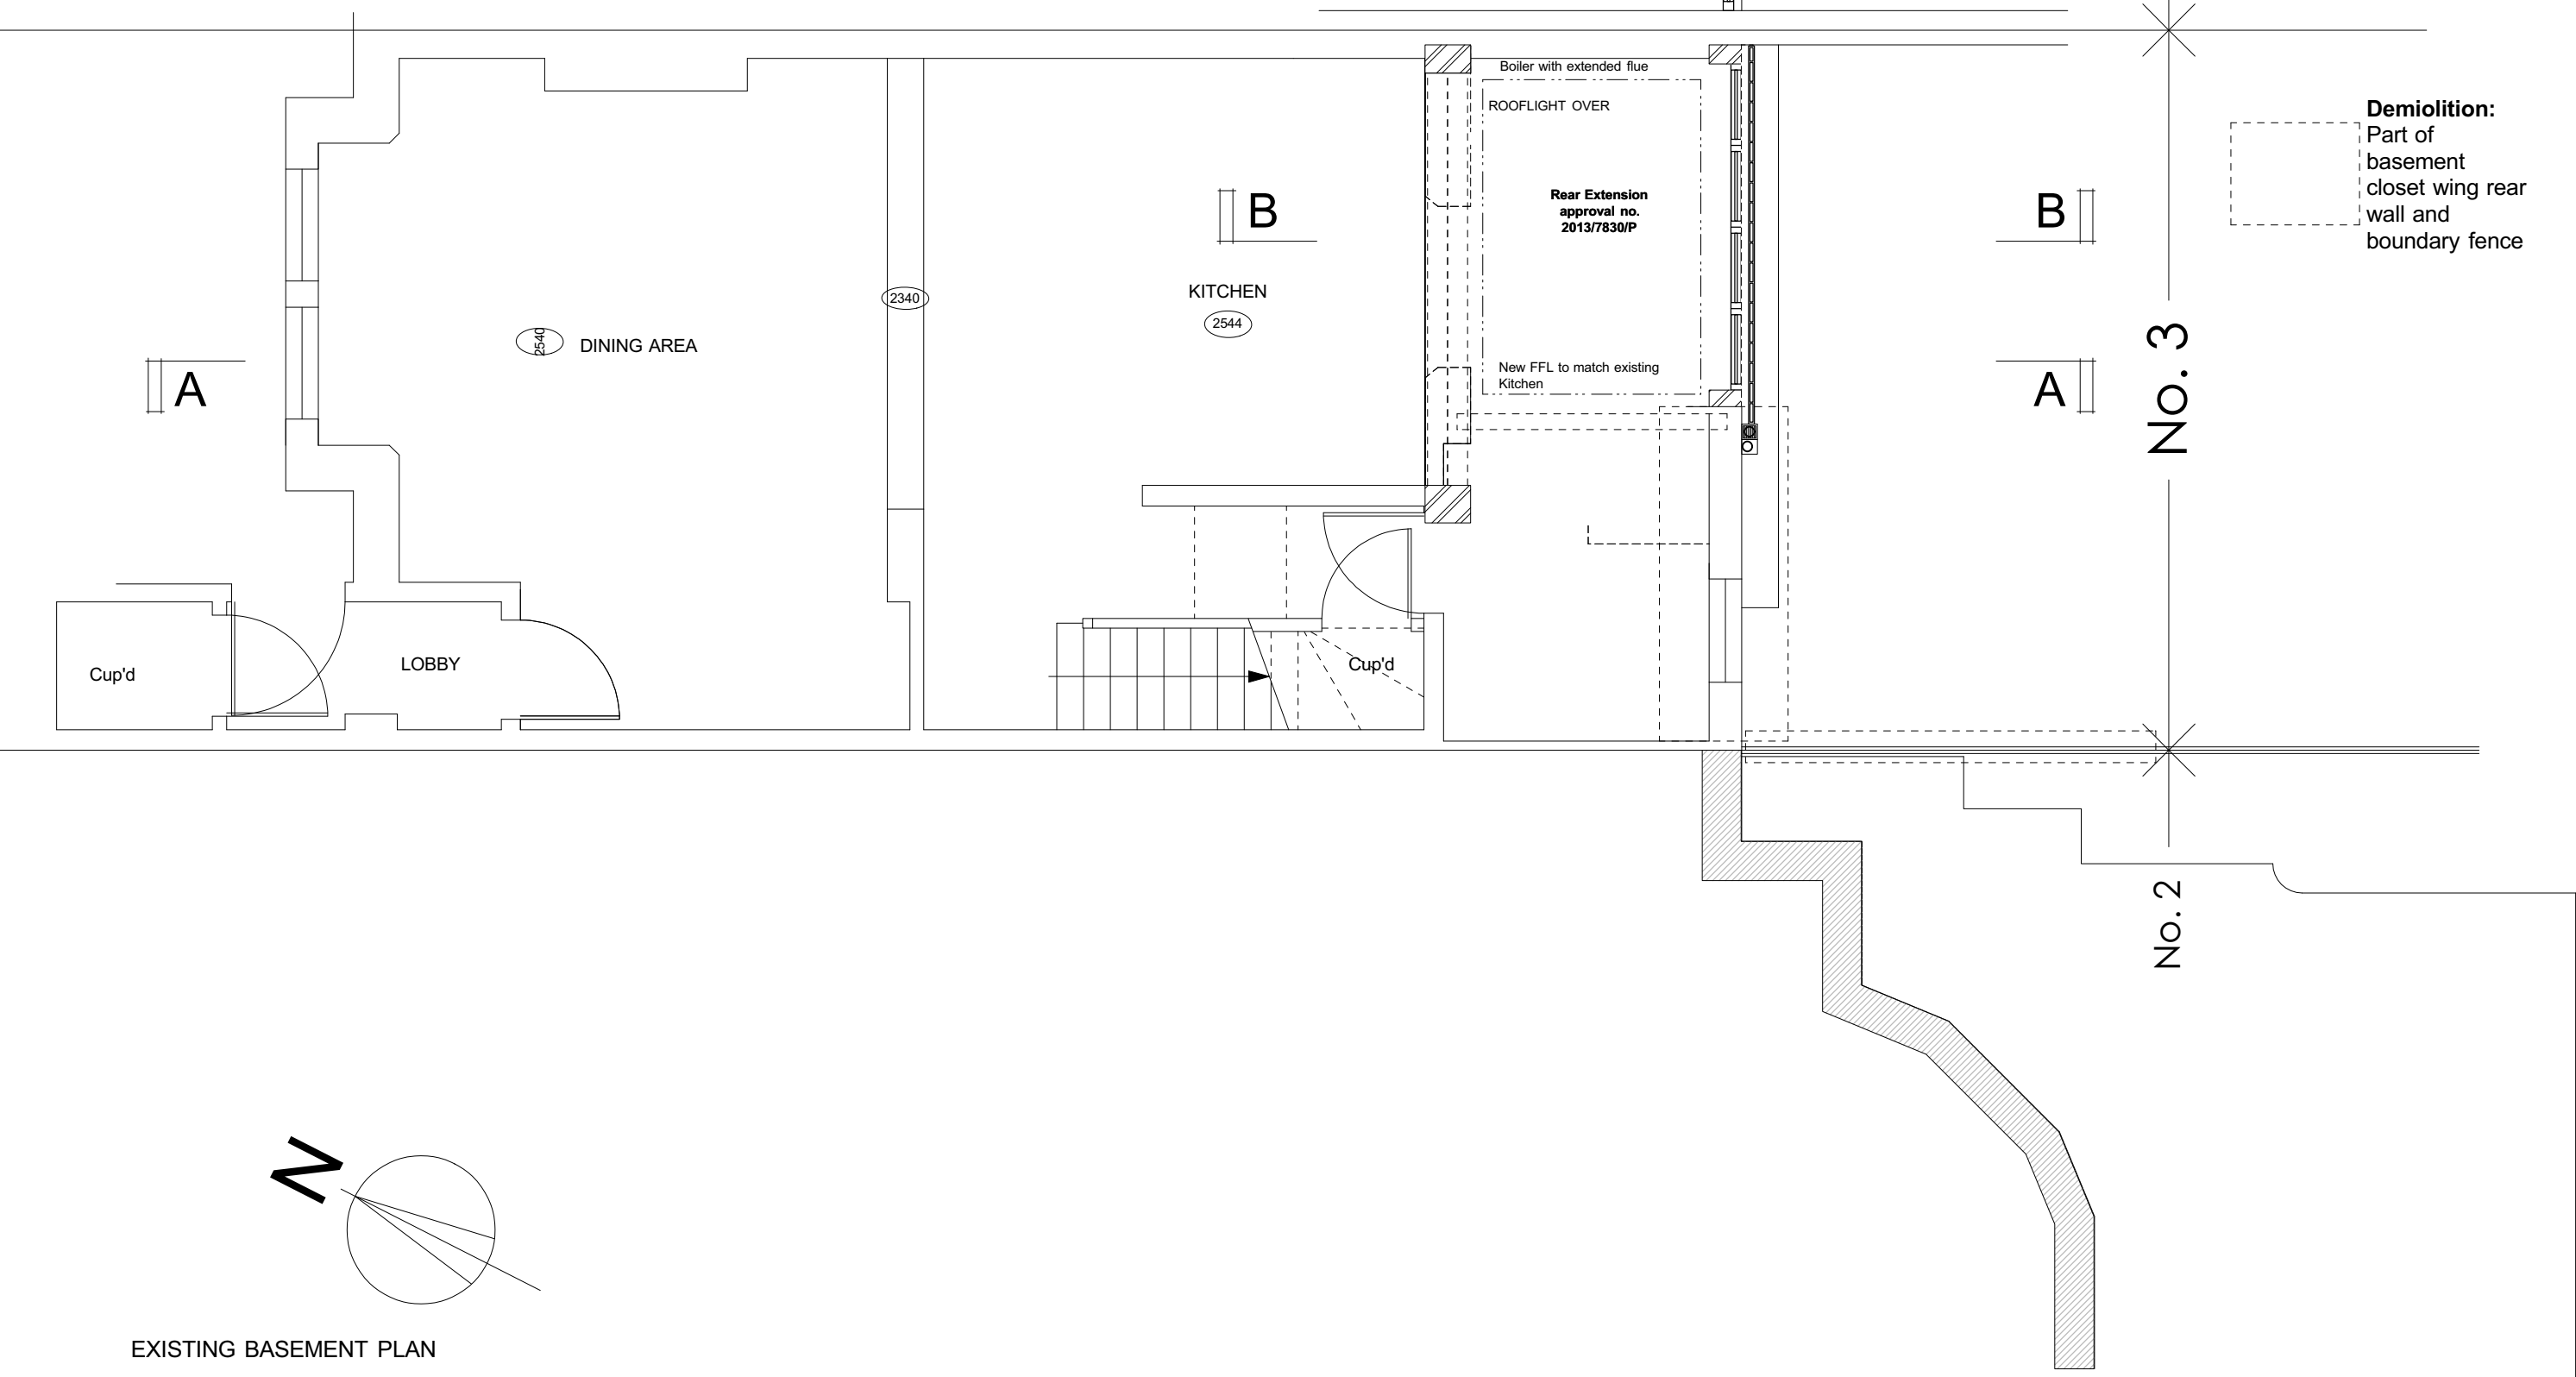 Boiler with extended flue
ROOFLIGHT OVER
Demiolition:
Part of
basement
closet wing rear
wall and
boundary fence
Rear Extension
approval no.
2013/7830/P
B
B
2340
KITCHEN
2544
2540
DINING AREA
New FFL to match existing
Kitchen
A
A
No. 3
Cup'd
LOBBY
Cup'd
No. 2
N
EXISTING BASEMENT PLAN